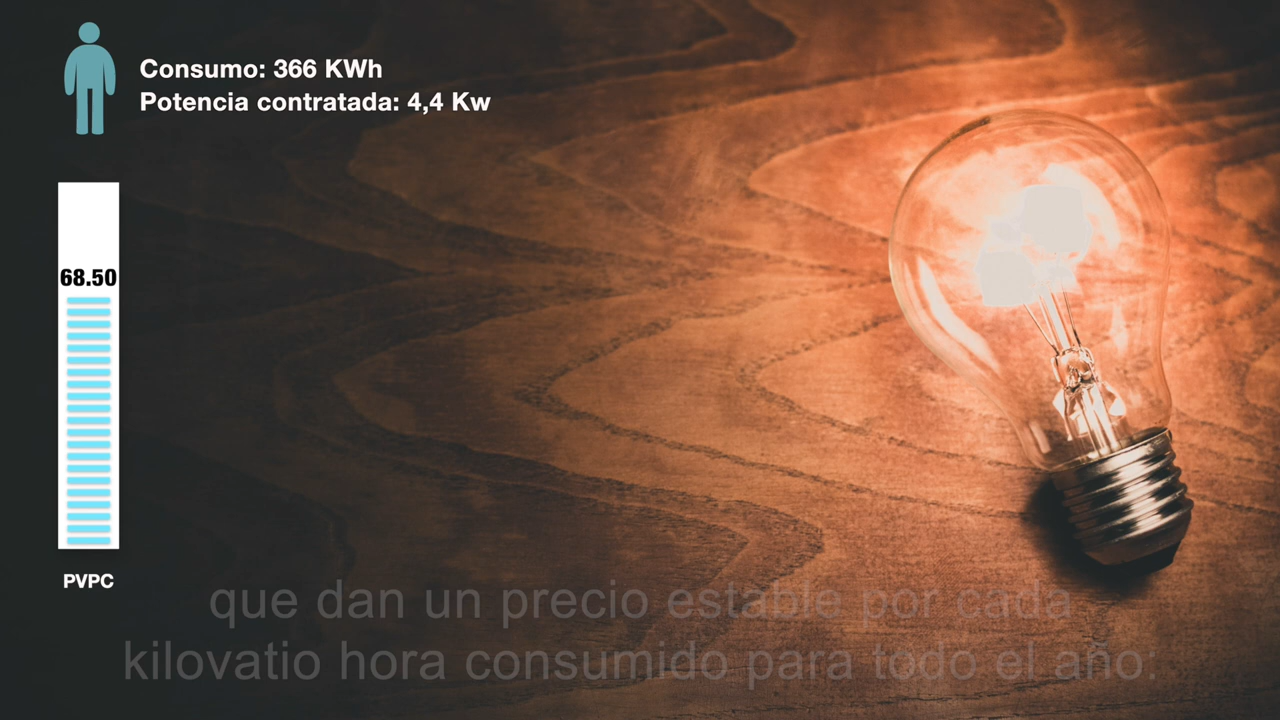 Consumo: 366 KWh
Potencia contratada: 4,4 Kw
68.50
PVPC
que dan un precio estable por cada
kilovatio hora consumido para todo el año: